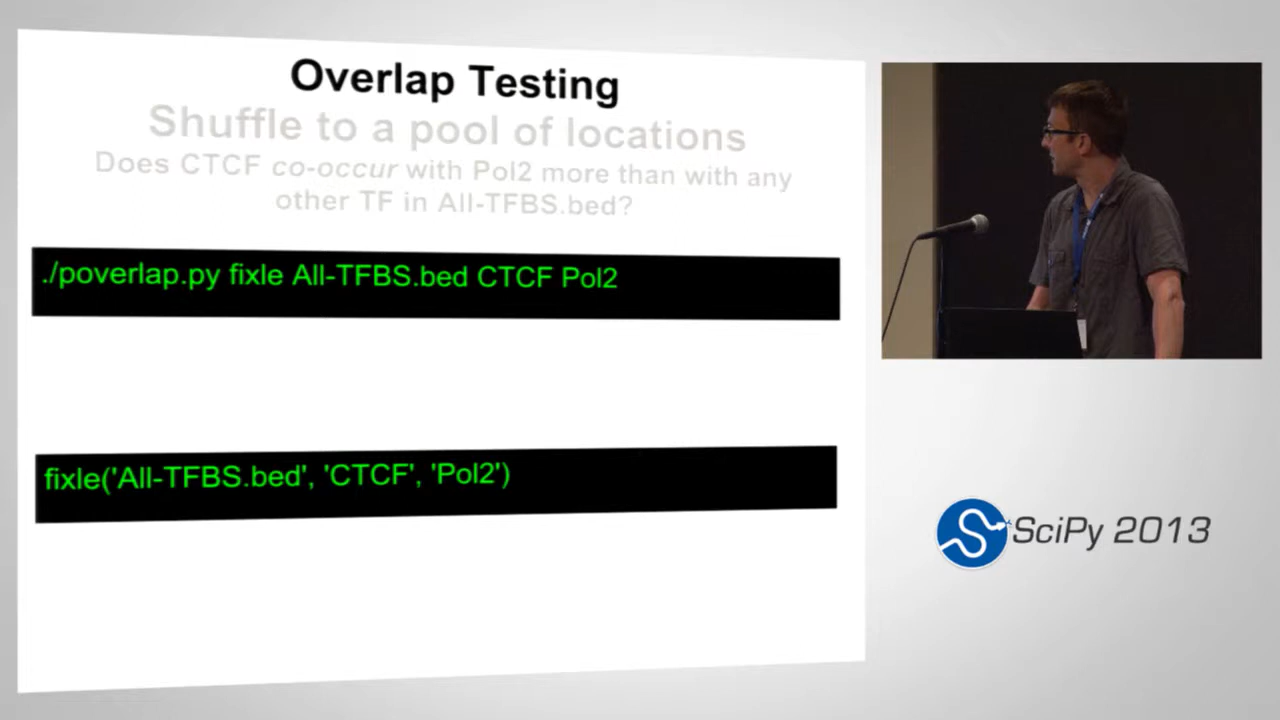 Overlap Testing
Shuffle to a pool of locations
Does CTCF co-occur with Pol2 more than with any
other TF in All-TFBS.bed?
./poverlap.py fixle All-TFBS.bed CTCF Pol2
fixle('All-TFBS.bed', 'CTCF', 'Pol2')
SciPy 2013